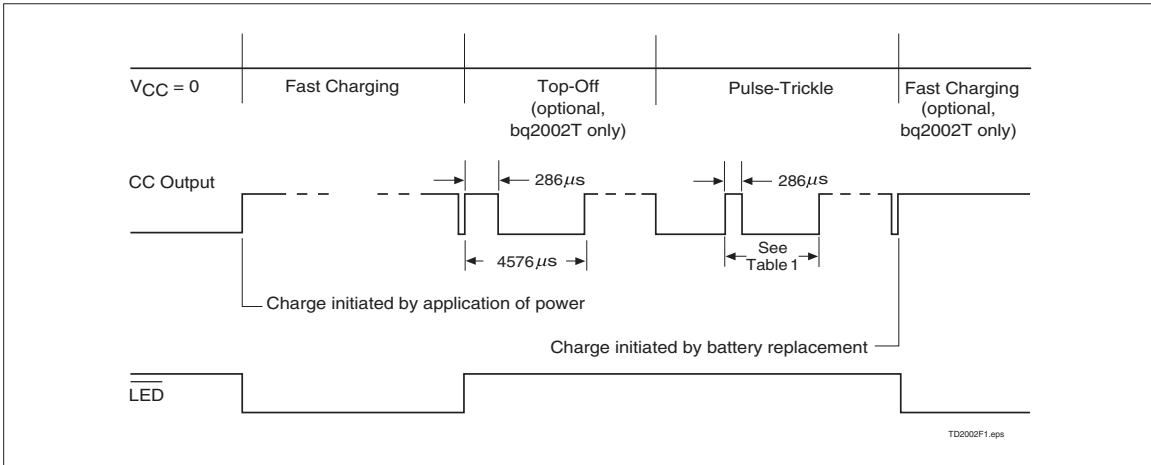 VCC = 0
Fast Charging
Top-Off
(optional,
bq2002T only)
Pulse-Trickle
Fast Charging
(optional,
bq2002T only)
CC Output
286µs
286µs
4576µs
See
Table 1
Charge initiated by application of power
Charge initiated by battery replacement
LED
TD2002F1.eps